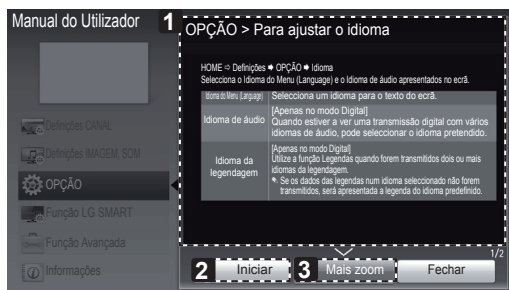 Manual do Utilizador
1
OPÇÃO > Para ajustar o idioma
HOME ⇨ Definições ➨ OPÇÃO ➨ Idioma
Selecciona o Idioma do Menu (Language) e o Idioma de áudio apresentados no ecrã.
Idioma do Menu (Language)
Selecciona um idioma para o texto do ecrã.
Idioma de áudio
[Apenas no modo Digital]
Quando estiver a ver uma transmissão digital com vários
idiomas de áudio, pode seleccionar o idioma pretendido.
Idioma da
legendagem
[Apenas no modo Digital]
Utilize a função Legendas quando forem transmitidos dois ou mais
idiomas da legendagem.
Se os dados das legendas num idioma seleccionado não forem
transmitidos, será apresentada a legenda do idioma predefinido.
Definições CANAL
Definições IMAGEM, SOM
OPÇÃO
Função LG SMART
Função Avançada
Informações
1/2
2
Iniciar
3
Mais zoom
Fechar